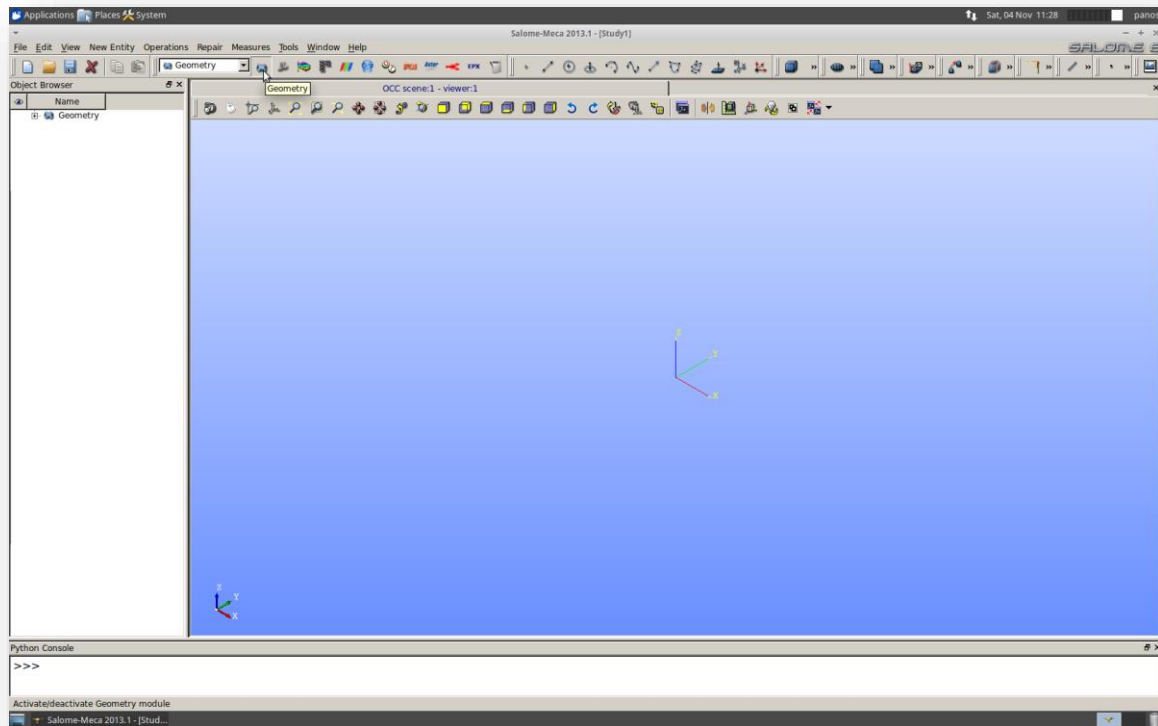 Applications Places System Sat, 04 Nov 11:28 panos
Salome-Meca 2013.1 - [Study1]
File Edit View New Entity Operations Repair Measures Tools Window Help SALOME
Geometry
Object Browser
Geometry OCC scene:1 - viewer:1
Name
Geometry
Z
Y
X
Z
Y
X
Python Console
>>>
Activate/deactivate Geometry module
Salome-Meca 2013.1 - [Stud...